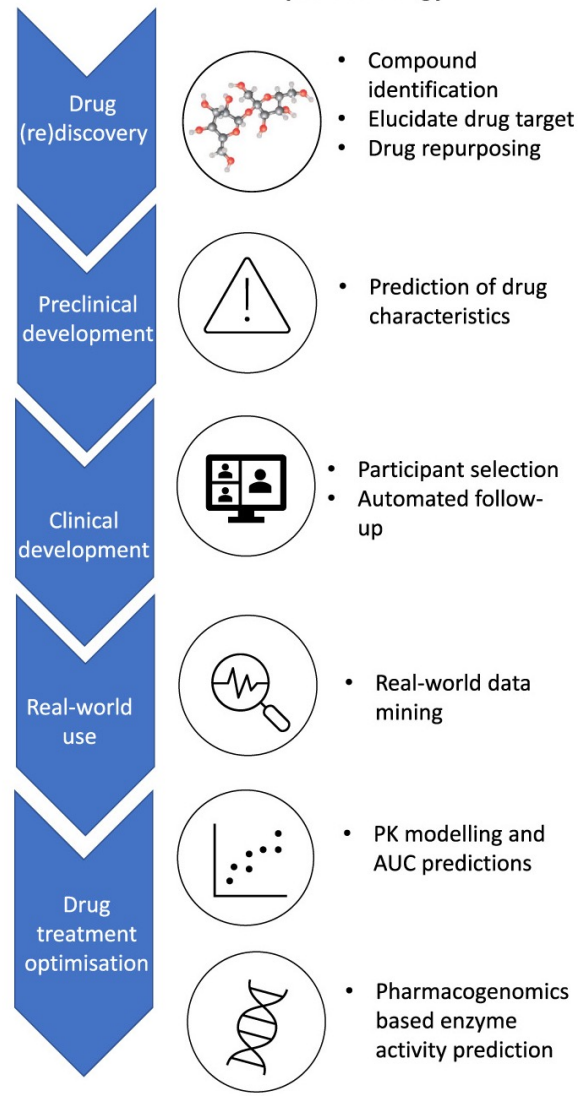 Drug
(re)discovery
• Compound
identification
• Elucidate drug target
• Drug repurposing
Preclinical
development
• Prediction of drug
characteristics
Clinical
development
• Participant selection
• Automated follow-
up
Real-world
use
• Real-world data
mining
Drug
treatment
optimisation
• PK modelling and
AUC predictions
• Pharmacogenomics
based enzyme
activity prediction